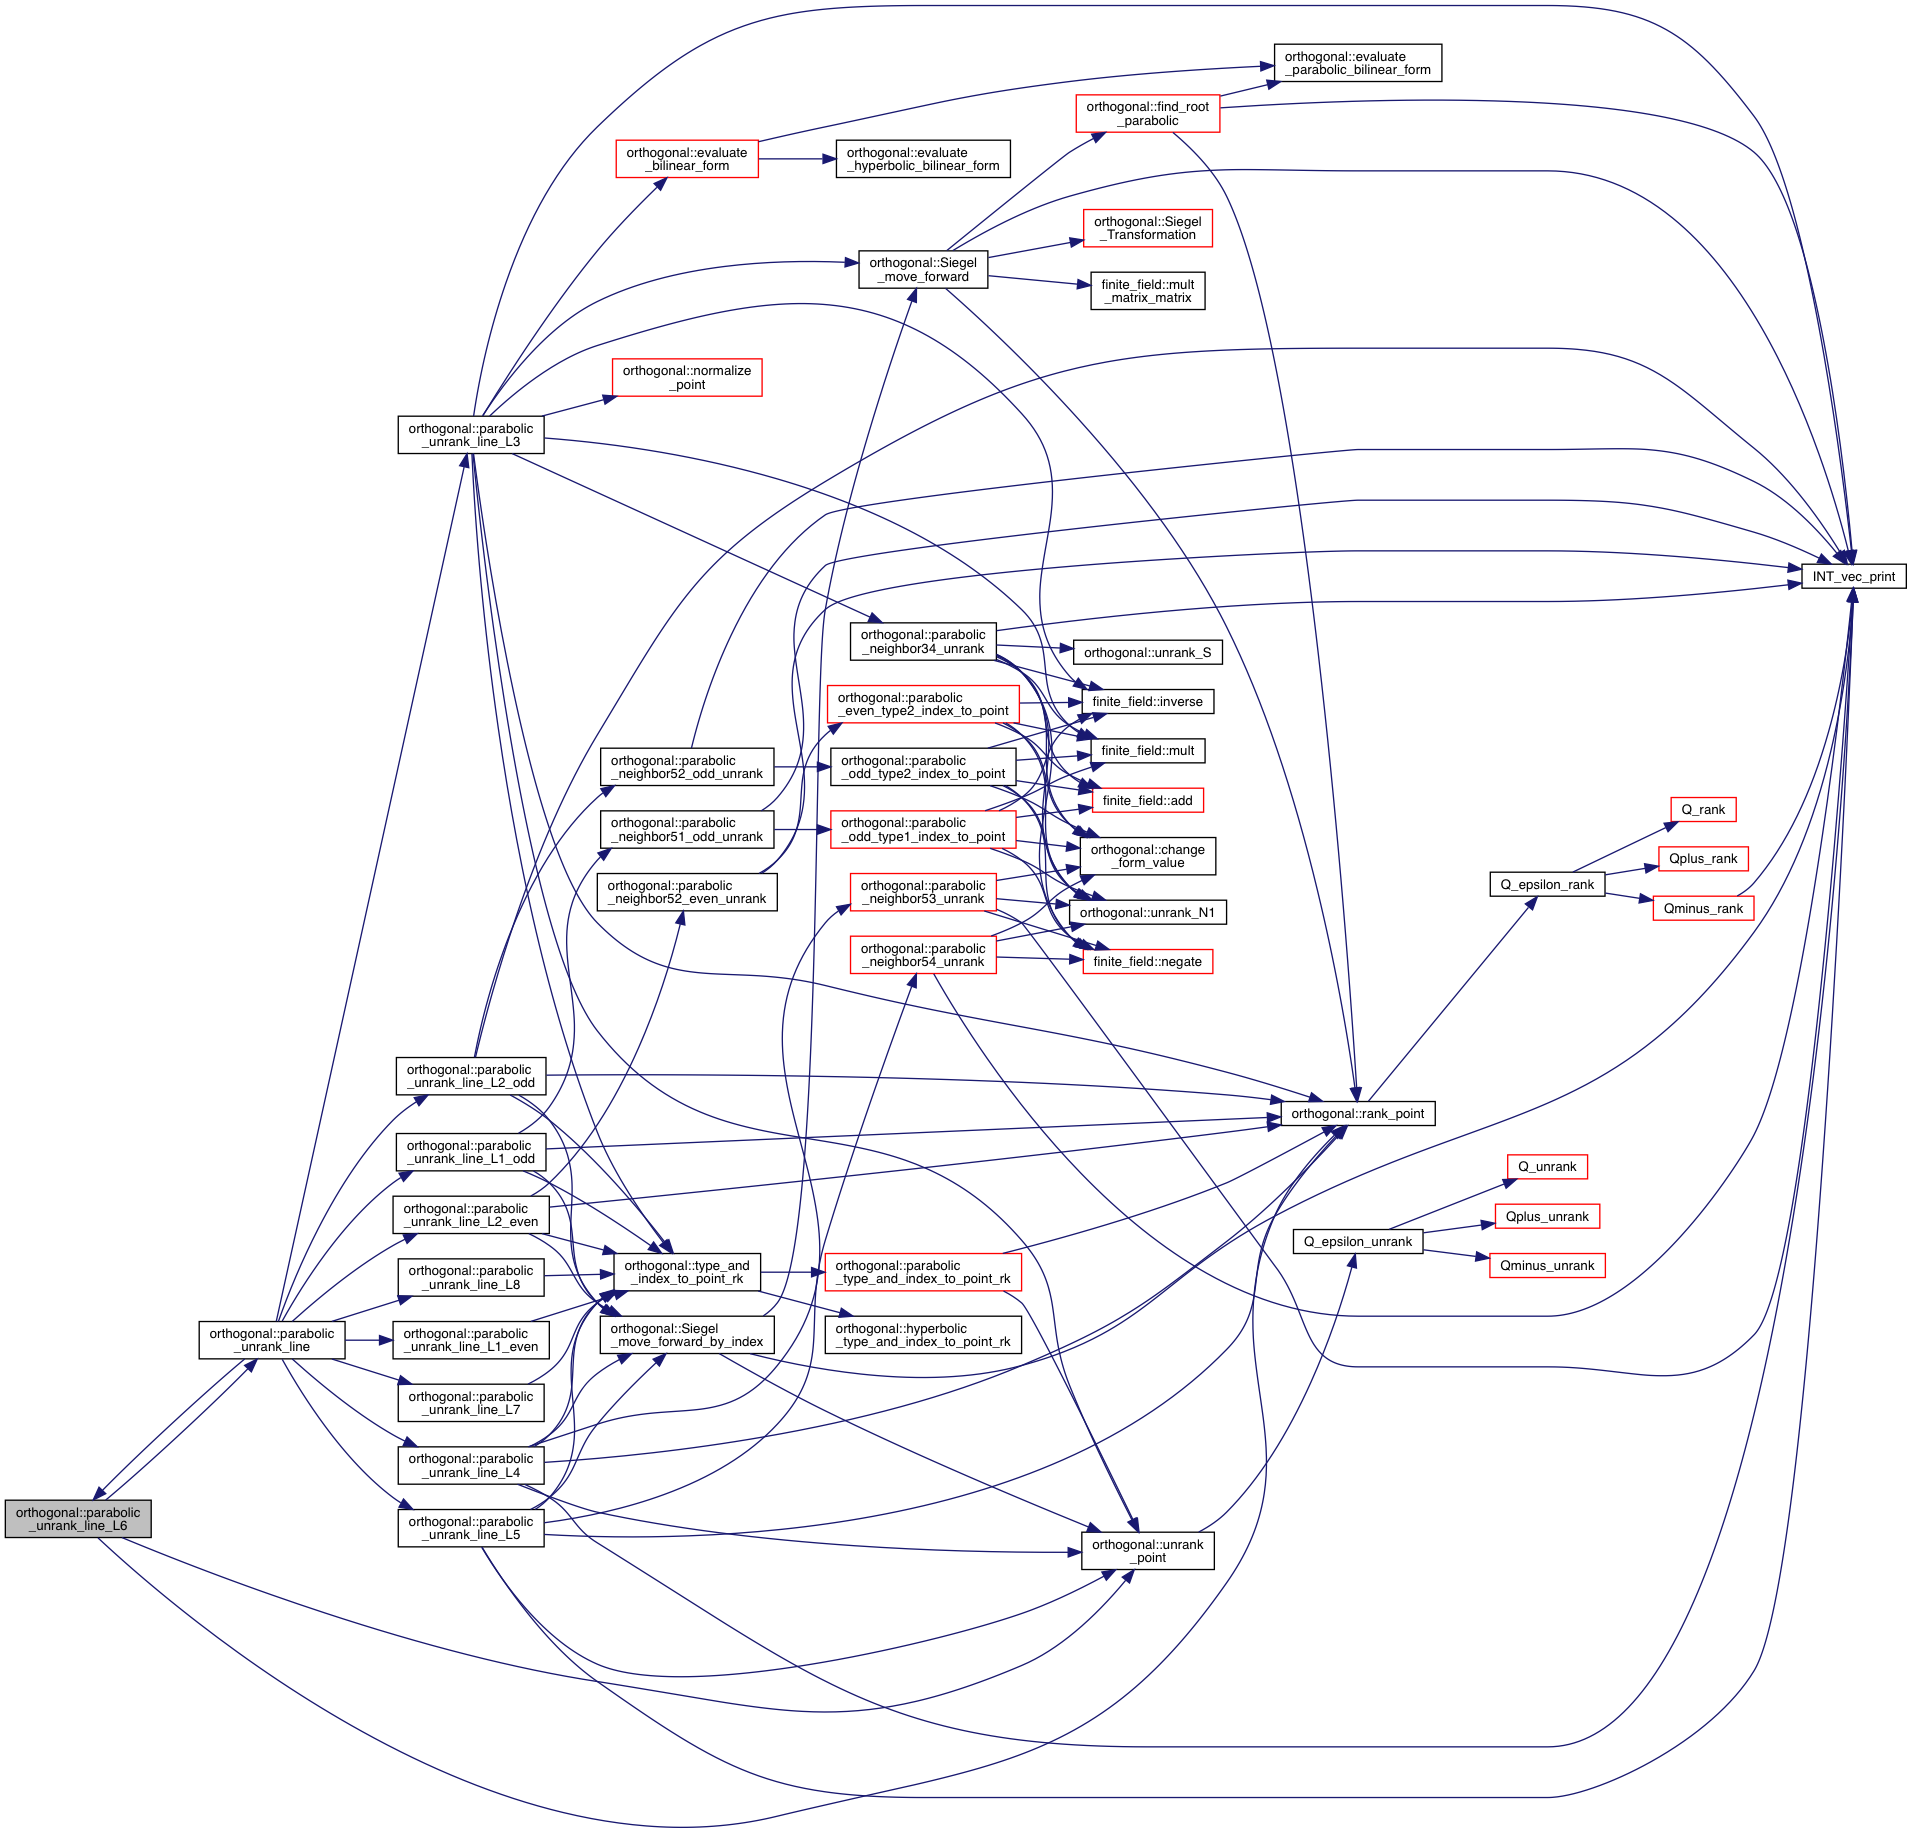 orthogonal::evaluate
_parabolic_bilinear_form
orthogonal::find_root
_parabolic
orthogonal::evaluate
_bilinear_form
orthogonal::evaluate
_hyperbolic_bilinear_form
orthogonal::Siegel
_Transformation
orthogonal::Siegel
_move_forward
finite_field::mult
_matrix_matrix
orthogonal::normalize
_point
orthogonal::parabolic
_unrank_line_L3
INT_vec_print
orthogonal::parabolic
_neighbor34_unrank
orthogonal::unrank_S
finite_field::inverse
orthogonal::parabolic
_even_type2_index_to_point
finite_field::mult
orthogonal::parabolic
_neighbor52_odd_unrank
orthogonal::parabolic
_odd_type2_index_to_point
finite_field::add
orthogonal::parabolic
_neighbor51_odd_unrank
orthogonal::parabolic
_odd_type1_index_to_point
Q_rank
orthogonal::change
_form_value
Qplus_rank
orthogonal::parabolic
_neighbor52_even_unrank
orthogonal::parabolic
_neighbor53_unrank
Q_epsilon_rank
Qminus_rank
orthogonal::unrank_N1
orthogonal::parabolic
_neighbor54_unrank
finite_field::negate
orthogonal::parabolic
_unrank_line_L2_odd
orthogonal::rank_point
orthogonal::parabolic
_unrank_line_L1_odd
Q_unrank
orthogonal::parabolic
_unrank_line_L2_even
Qplus_unrank
Q_epsilon_unrank
Qminus_unrank
orthogonal::parabolic
_unrank_line_L8
orthogonal::type_and
_index_to_point_rk
orthogonal::parabolic
_type_and_index_to_point_rk
orthogonal::parabolic
_unrank_line
orthogonal::parabolic
_unrank_line_L1_even
orthogonal::Siegel
_move_forward_by_index
orthogonal::hyperbolic
_type_and_index_to_point_rk
orthogonal::parabolic
_unrank_line_L7
orthogonal::parabolic
_unrank_line_L4
orthogonal::parabolic
_unrank_line_L6
orthogonal::parabolic
_unrank_line_L5
orthogonal::unrank
_point